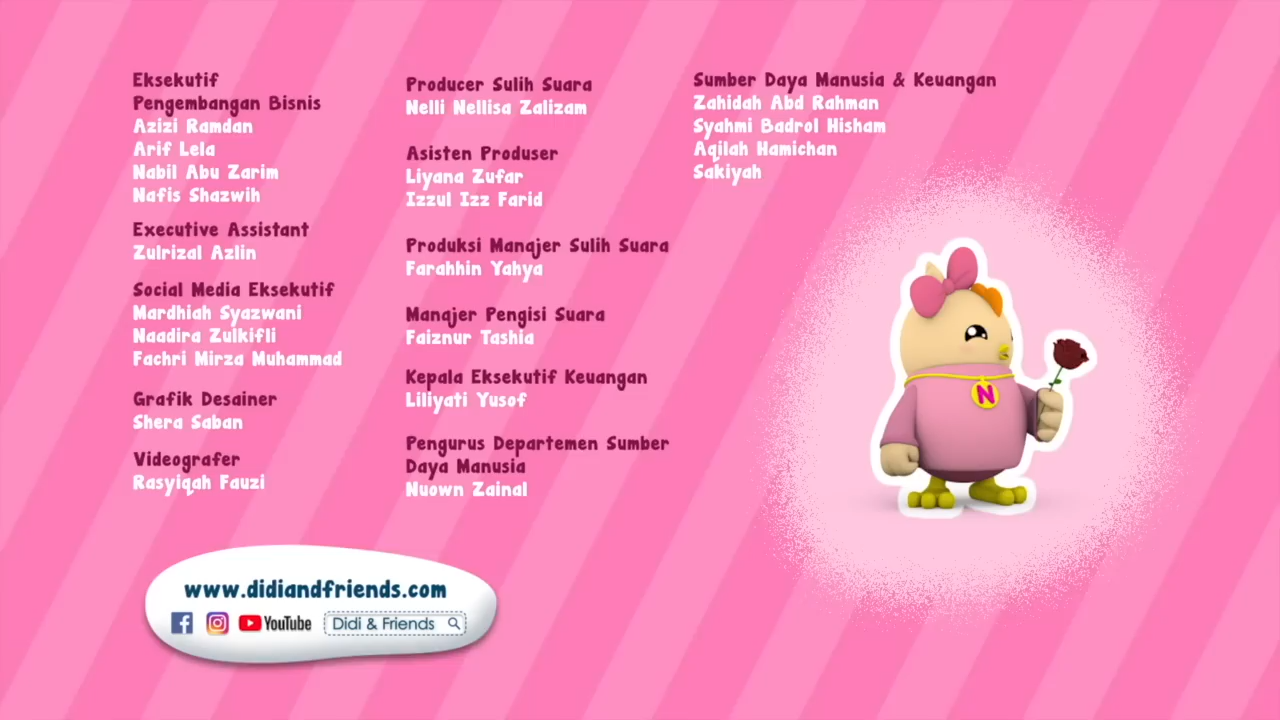 Eksekutif
Pengembangan Bisnis
Azizi Ramdan
Arif Lela
Nabil Abu Zarim
Nafis Shazwih
Executive Assistant
Zulrizal Azlin
Social Media Eksekutif
Mardhiah Syazwani
Naadira Zulkifli
Fachri Mirza Muhammad
Grafik Desainer
Shera Saban
Videografer
Rasyiqah Fauzi
Producer Sulih Suara
Nelli Nellisa Zalizam
Asisten Produser
Liyana Zufar
Izzul Izz Farid
Produksi Manajer Sulih Suara
Farahhin Yahya
Manajer Pengisi Suara
Faiznur Tashia
Kepala Eksekutif Keuangan
Liliyati Yusof
Pengurus Departemen Sumber
Daya Manusia
Nuown Zainal
Sumber Daya Manusia & Keuangan
Zahidah Abd Rahman
Syahmi Badrol Hisham
Aqilah Hamichan
Sakiyah
N
www.didiandfriends.com
YouTube
Didi & Friends